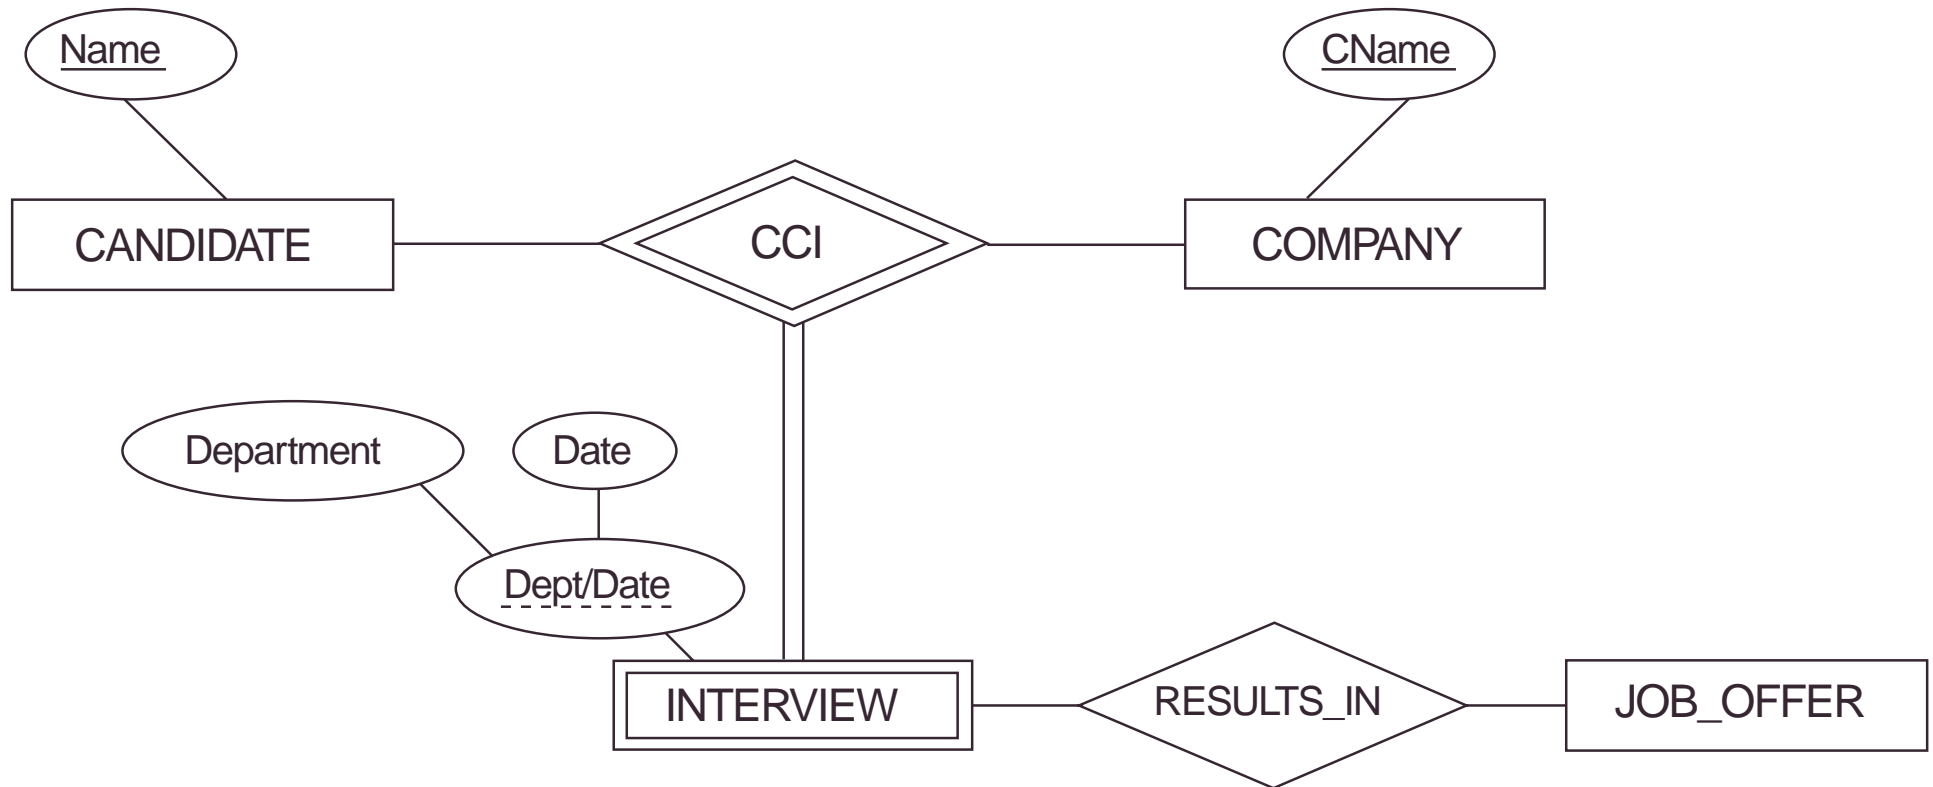 Name
CName
CANDIDATE
CCI
COMPANY
Department
Date
Dept/Date
INTERVIEW
RESULTS_IN
JOB_OFFER